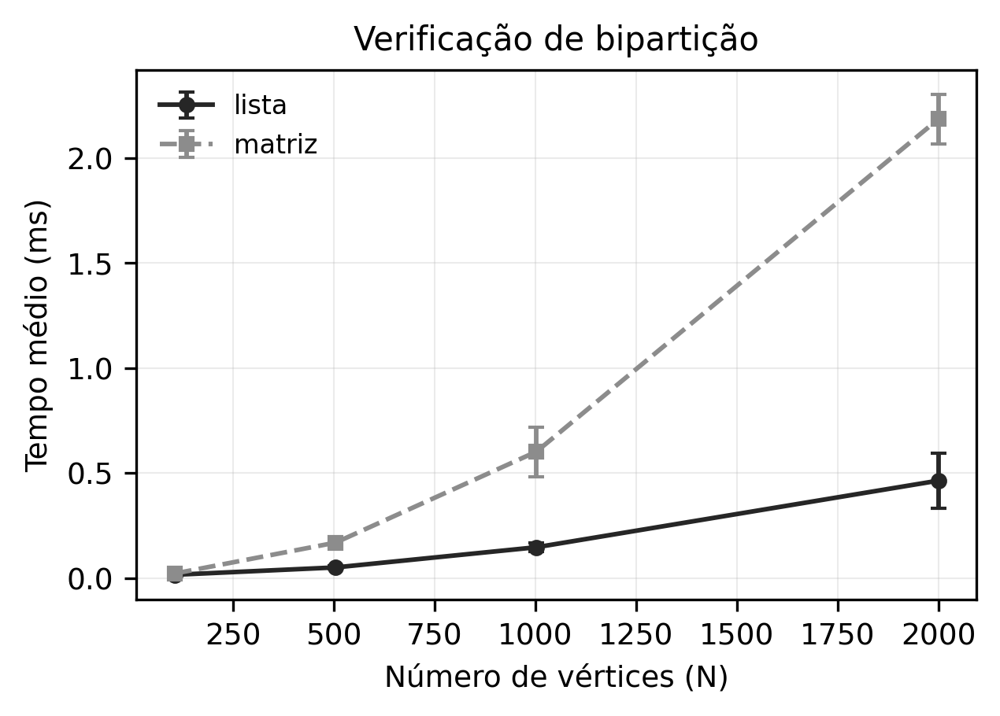 Verificação de bipartição
lista
matriz
2.0
1.5
1.0
0.5
0.0
Tempo médio (ms)
250 500 750 1000 1250 1500 1750 2000
Número de vértices (N)